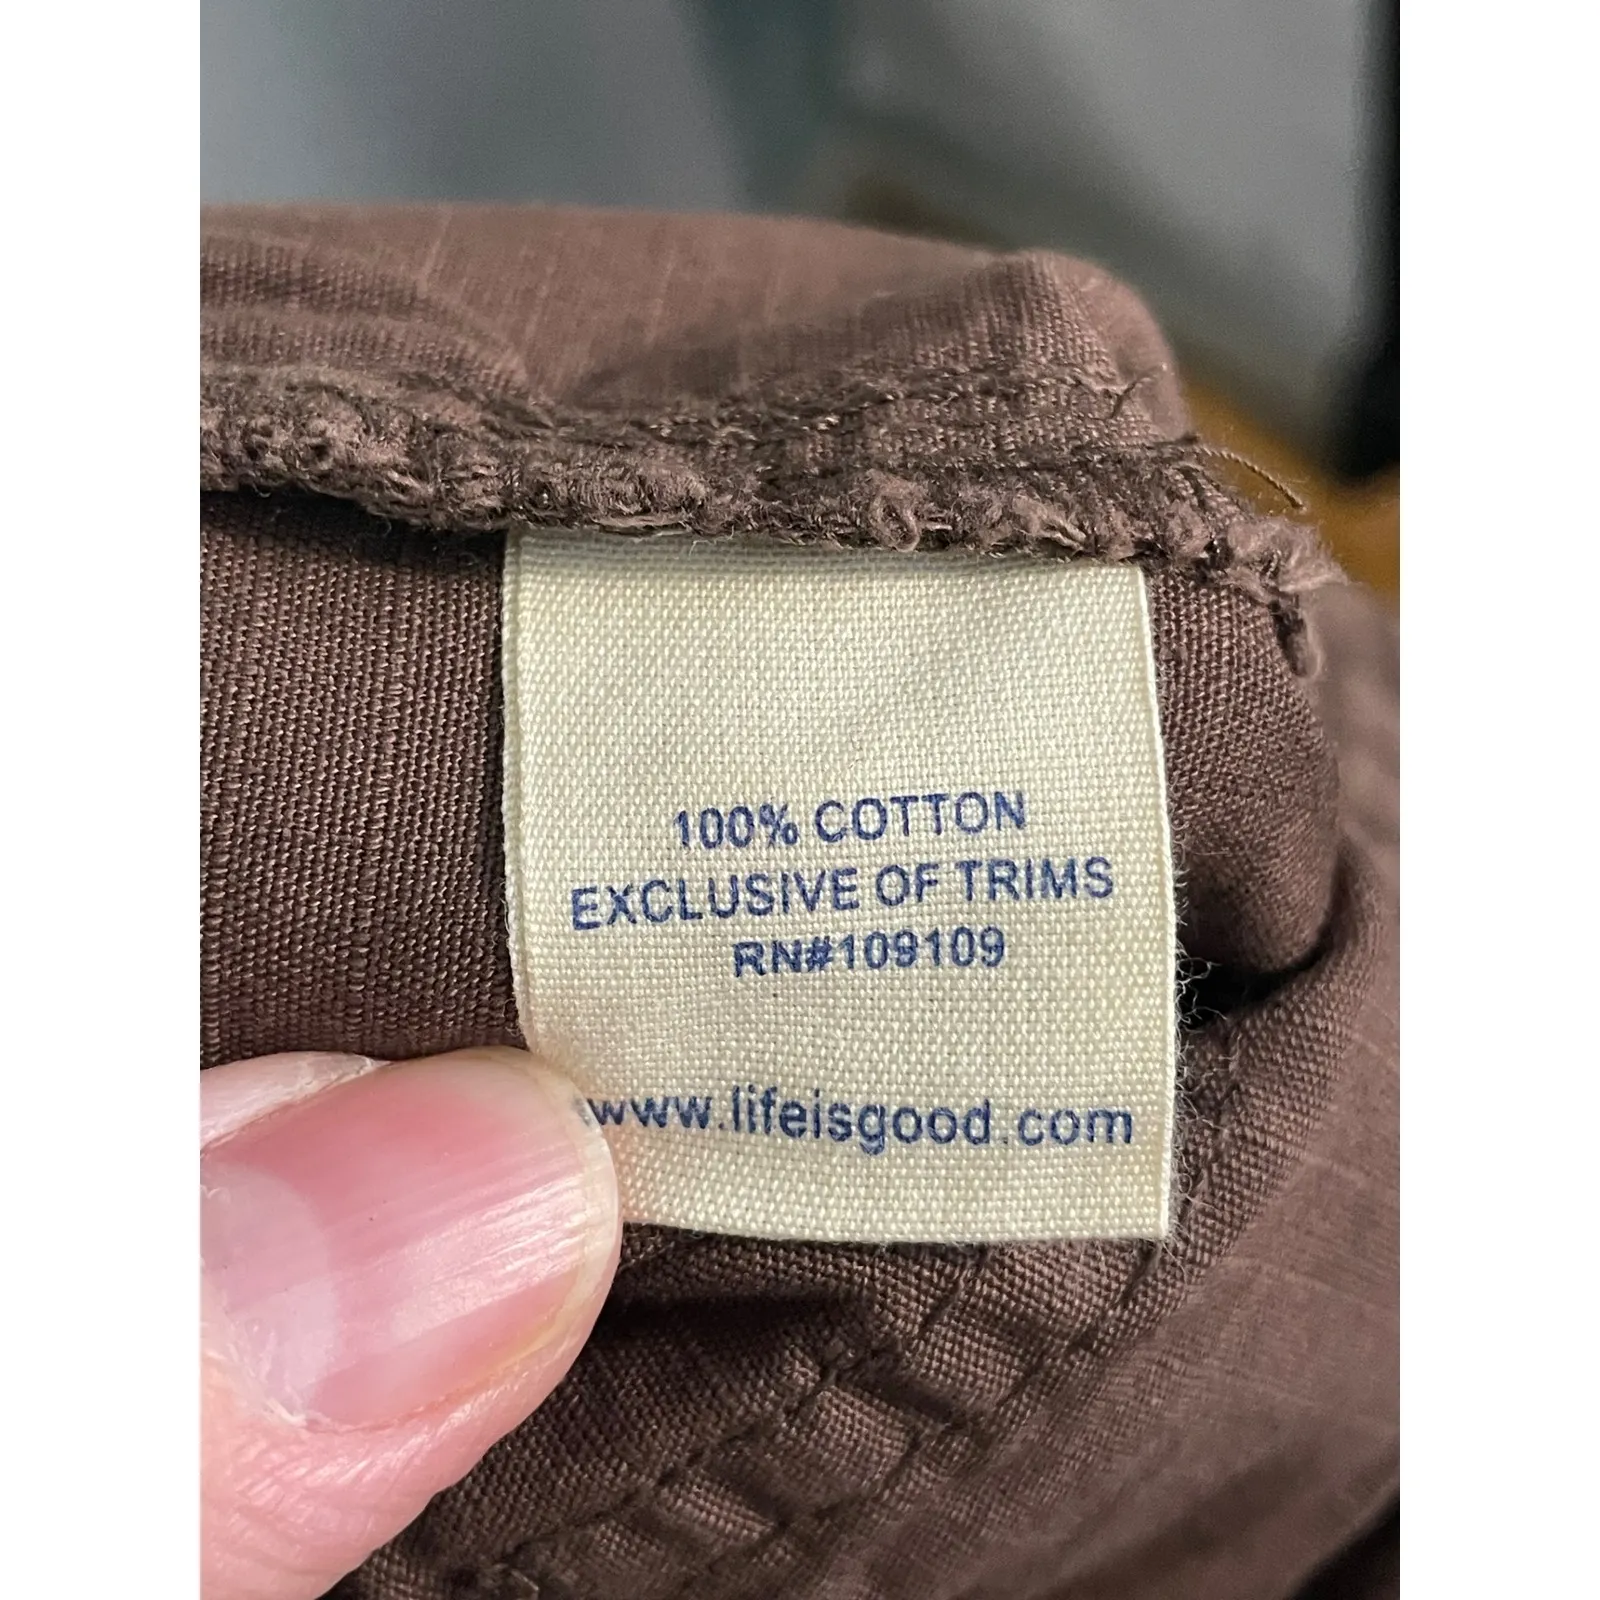 100% COTTON
EXCLUSIVE OF TRIMS
RN#109109
www.lifeisgood.com